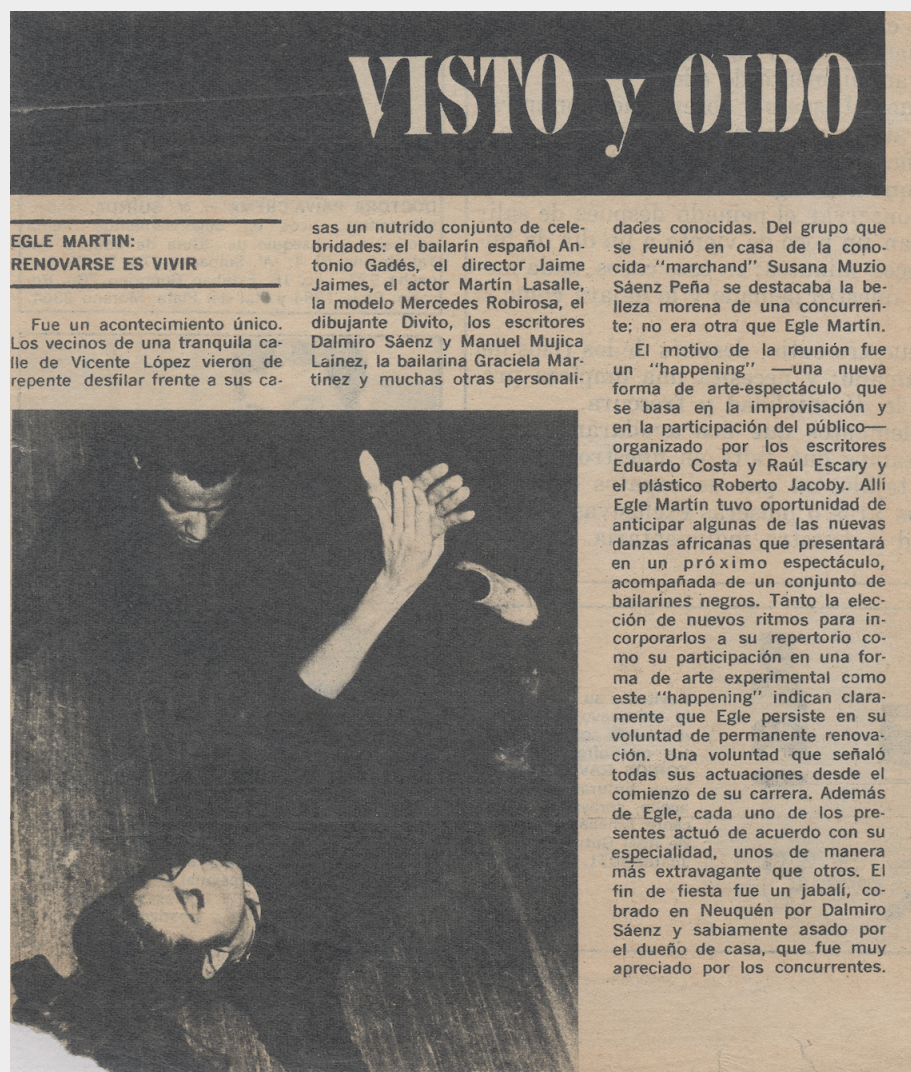 VISTO y OIDO
EGLE MARTIN:
RENOVARSE ES VIVIR
Fue un acontecimiento único.
Los vecinos de una tranquila ca-
lle de Vicente López vieron de
repente desfilar frente a sus ca-
sas un nutrido conjunto de cele-
bridades: el bailarín español An-
tonio Gadés, el director Jaime
Jaimes, el actor Martín Lasalle,
la modelo Mercedes Robirosa, el
dibujante Divito, los escritores
Dalmiro Sáenz y Manuel Mujica
Lainez, la bailarina Graciela Mar-
tínez y muchas otras personali-
dades conocidas. Del grupo que
se reunió en casa de la cono-
cida “marchand” Susana Muzio
Sáenz Peña se destacaba la be-
lleza morena de una concurren-
te; no era otra que Egle Martín.
El motivo de la reunión fue
un “happening” —una nueva
forma de arte-espectáculo que
se basa en la improvisación y
en la participación del público—
organizado por los escritores
Eduardo Costa y Raúl Escary y
el plástico Roberto Jacoby. Allí
Egle Martín tuvo oportunidad de
anticipar algunas de las nuevas
danzas africanas que presentará
en un próximo espectáculo,
acompañada de un conjunto de
bailarines negros. Tanto la elec-
ción de nuevos ritmos para in-
corporarlos a su repertorio co-
mo su participación en una for-
ma de arte experimental como
este “happening” indican clara-
mente que Egle persiste en su
voluntad de permanente renova-
ción. Una voluntad que señaló
todas sus actuaciones desde el
comienzo de su carrera. Además
de Egle, cada uno de los pre-
sentes actuó de acuerdo con su
especialidad, unos de manera
más extravagante que otros. El
fin de fiesta fue un jabalí, co-
brado en Neuquén por Dalmiro
Sáenz y sabiamente asado por
el dueño de casa, que fue muy
apreciado por los concurrentes.